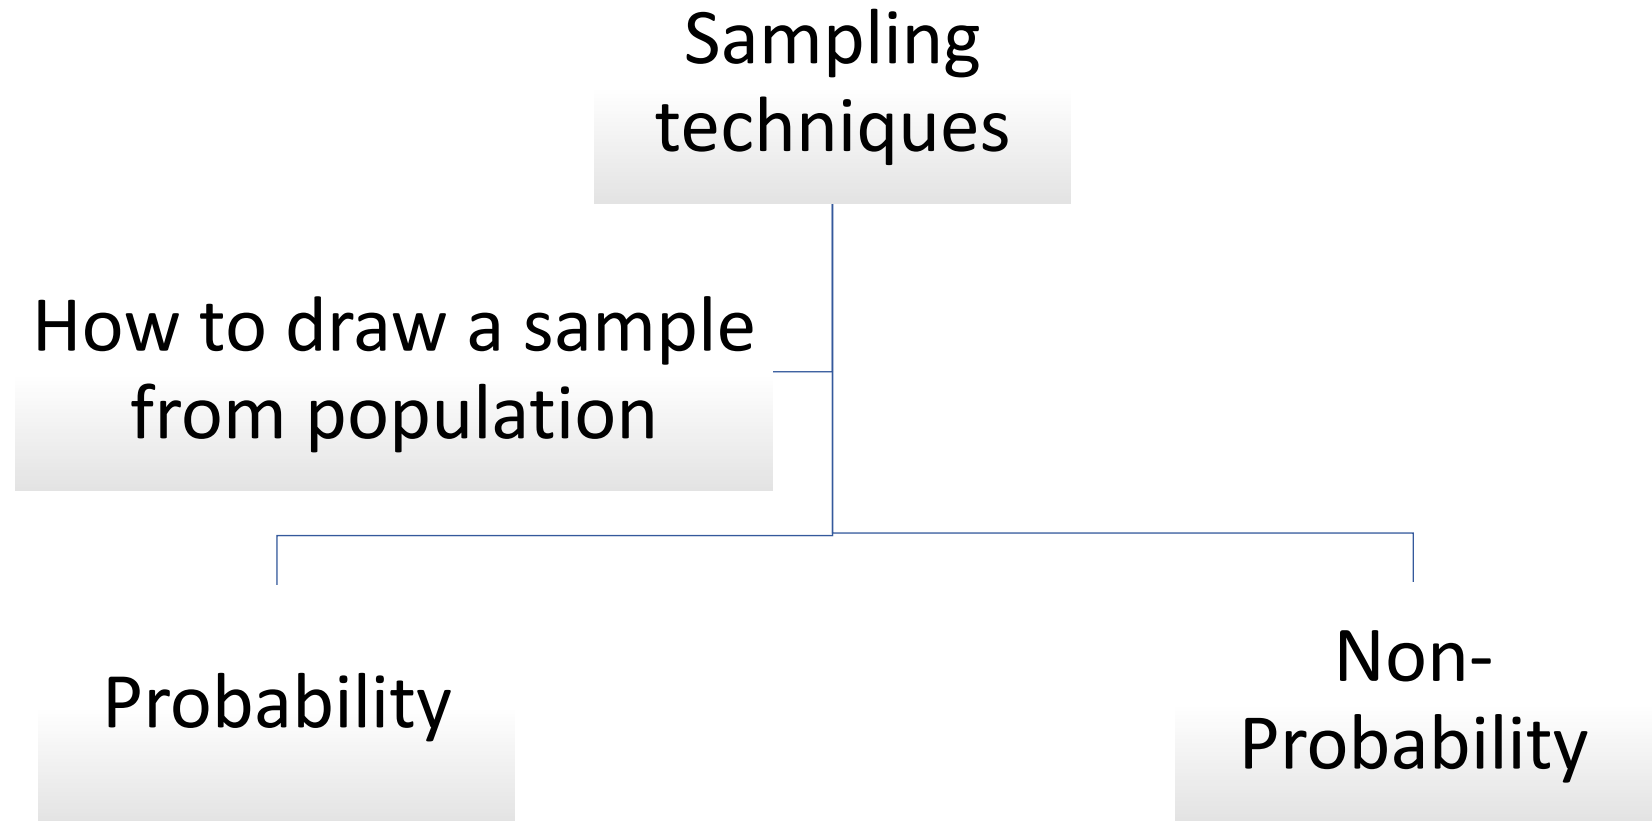 Sampling
techniques
How to draw a sample
from population
Probability
Non-
Probability